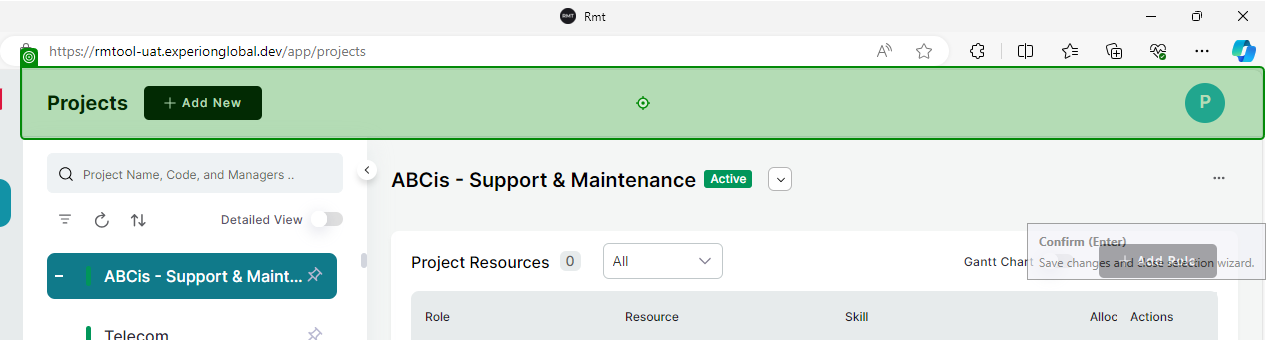 RMT Rmt
https://rmtool-uat.experionglobal.dev/app/projects
Projects + Add New P
Project Name, Code, and Managers ..
ABCis - Support & Maintenance Active
Detailed View
Confirm (Enter)
Save changes and close selection wizard.
Project Resources 0 All Gantt Chart + Add Role
ABCis - Support & Maint...
Role Resource Skill Alloc Actions
Telecom